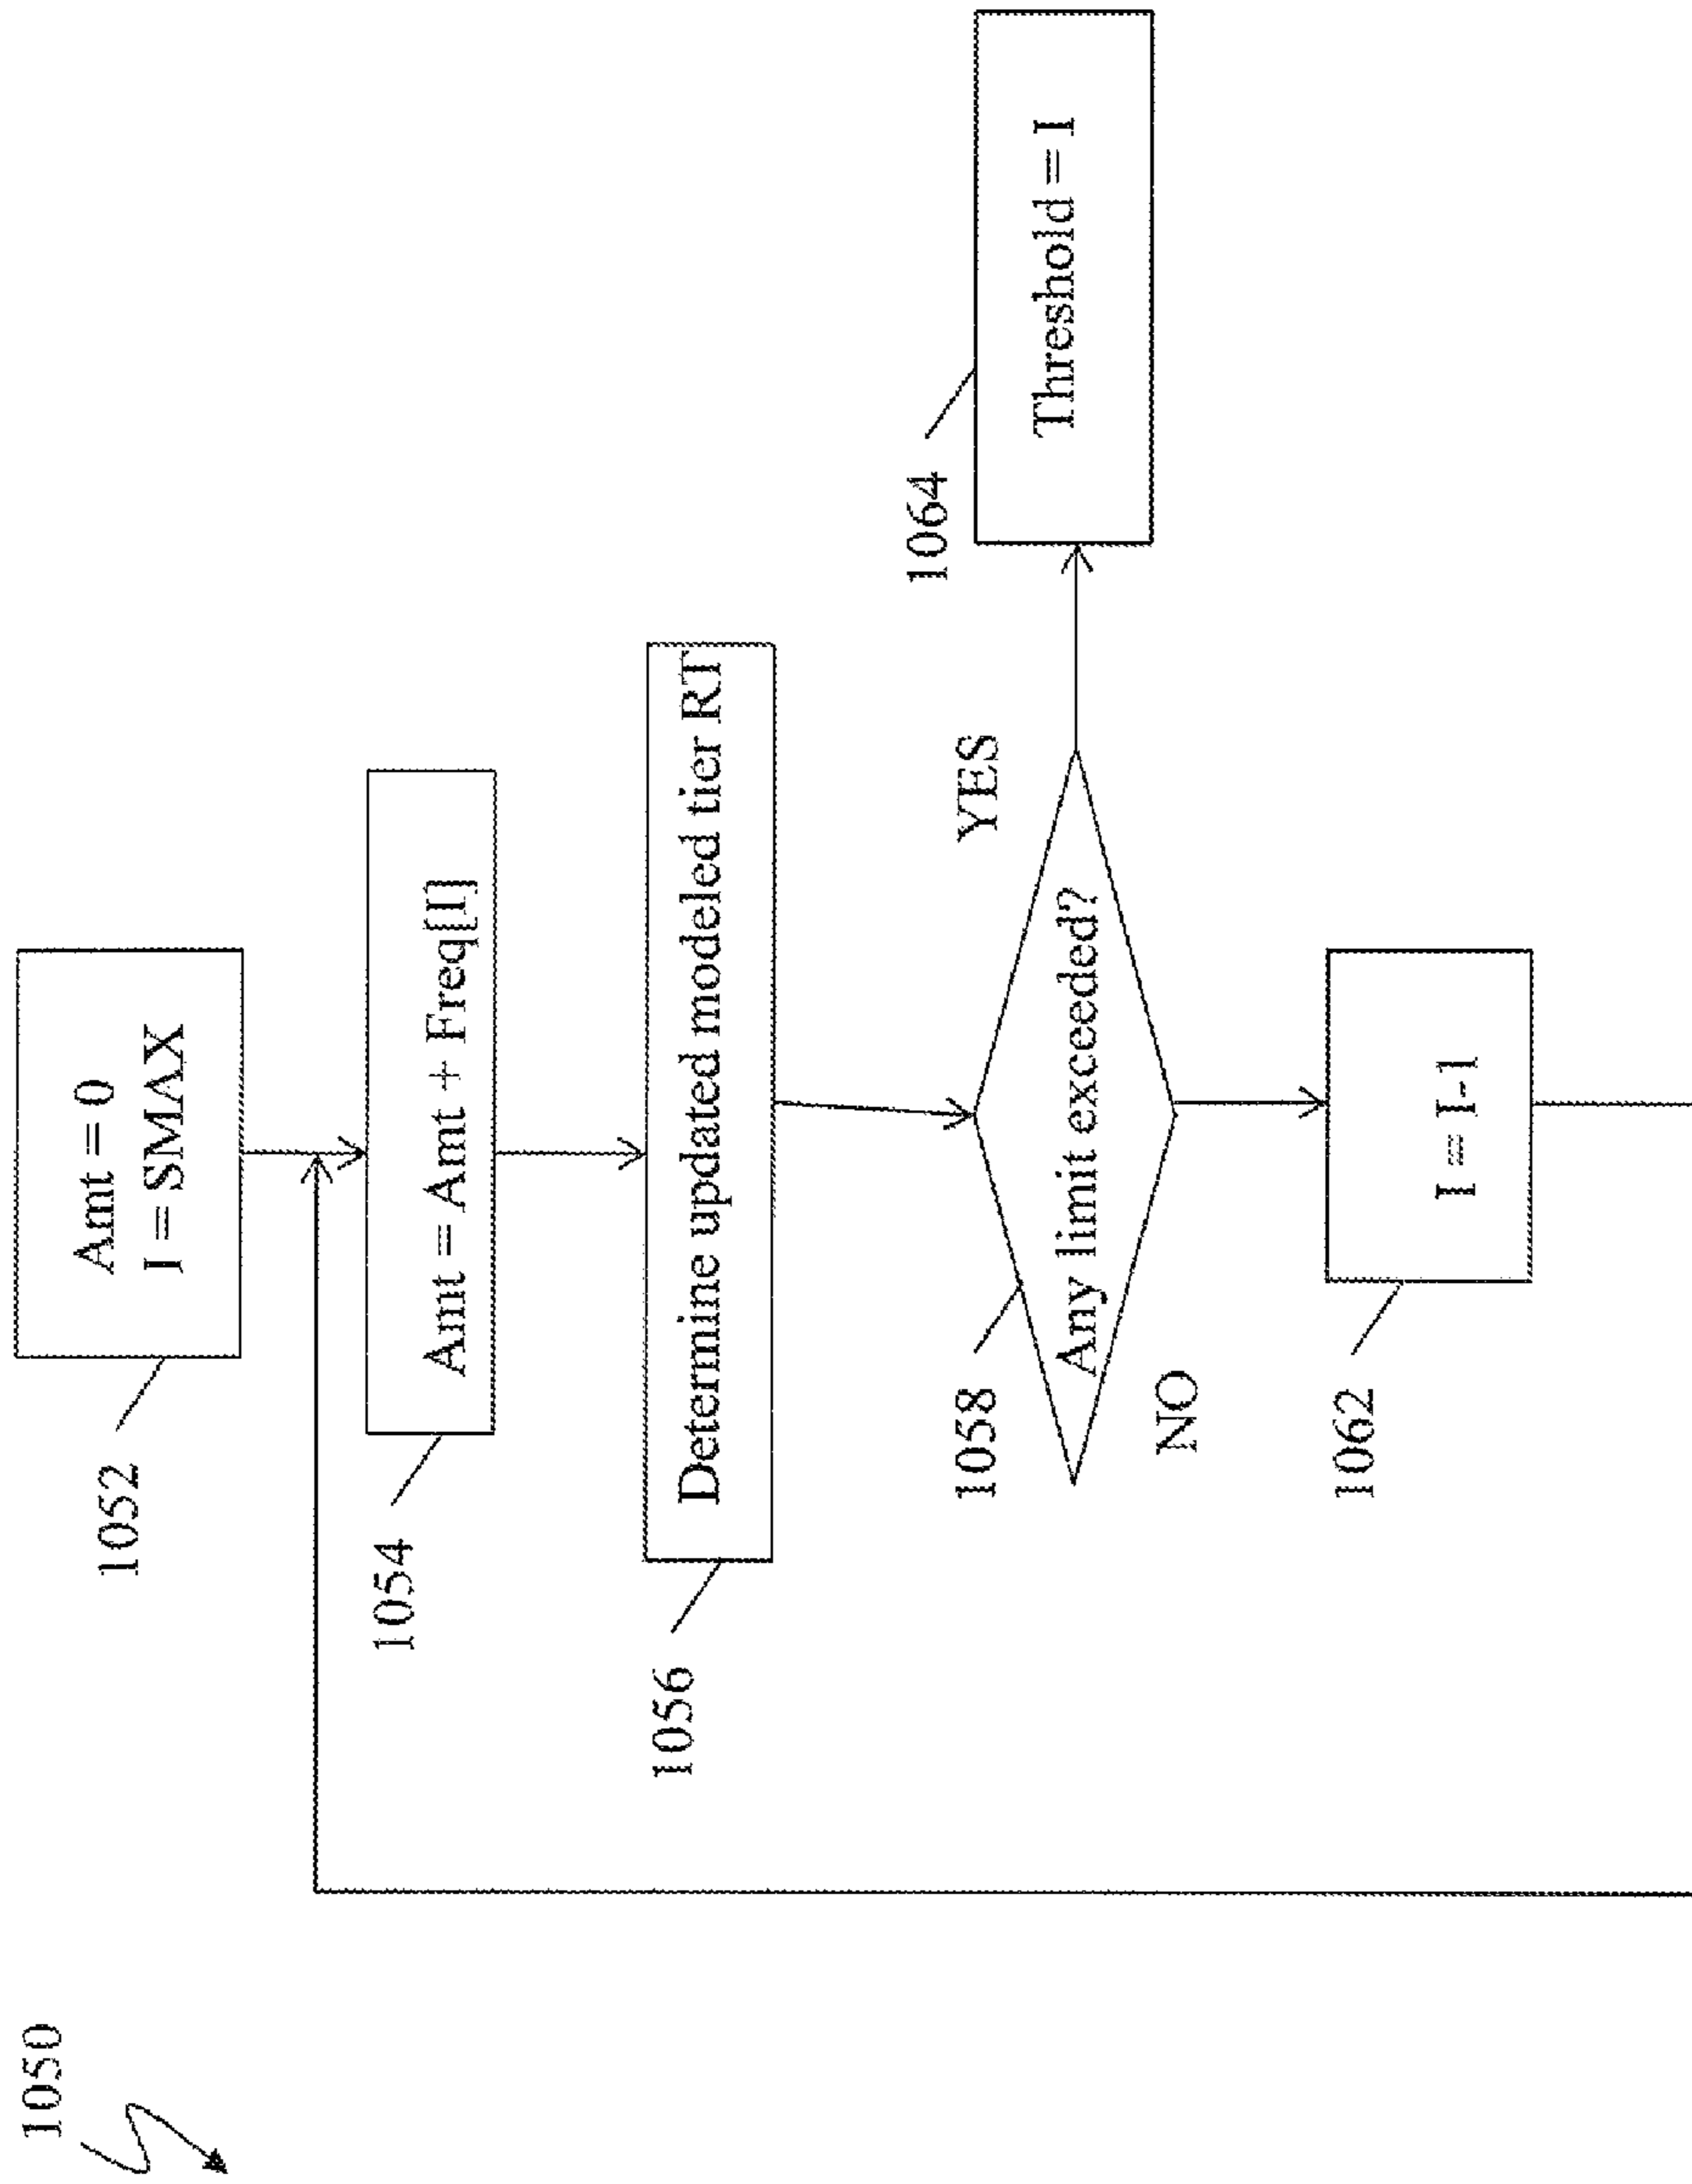 1050
1052
Amt = 0
I = SMAX
1054
Amt = Amt + Freq[I]
1056
Determine updated modeled tier RT
1058
Any limit exceeded?
YES
NO
1064
Threshold = I
1062
I = I-1